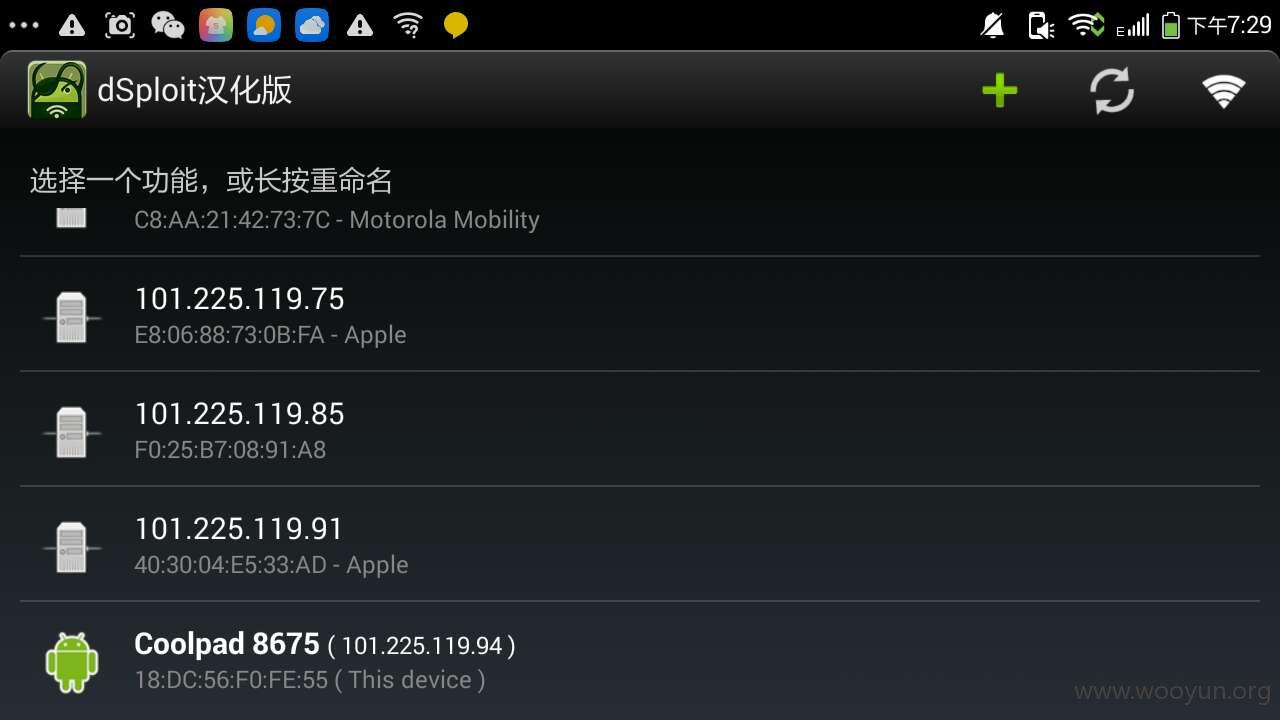 E 下午7:29
dSploit汉化版
选择一个功能，或长按重命名
C8:AA:21:42:73:7C - Motorola Mobility
101.225.119.75
E8:06:88:73:0B:FA - Apple
101.225.119.85
F0:25:B7:08:91:A8
101.225.119.91
40:30:04:E5:33:AD - Apple
Coolpad 8675 ( 101.225.119.94 )
18:DC:56:F0:FE:55 ( This device )
www.wooyun.org